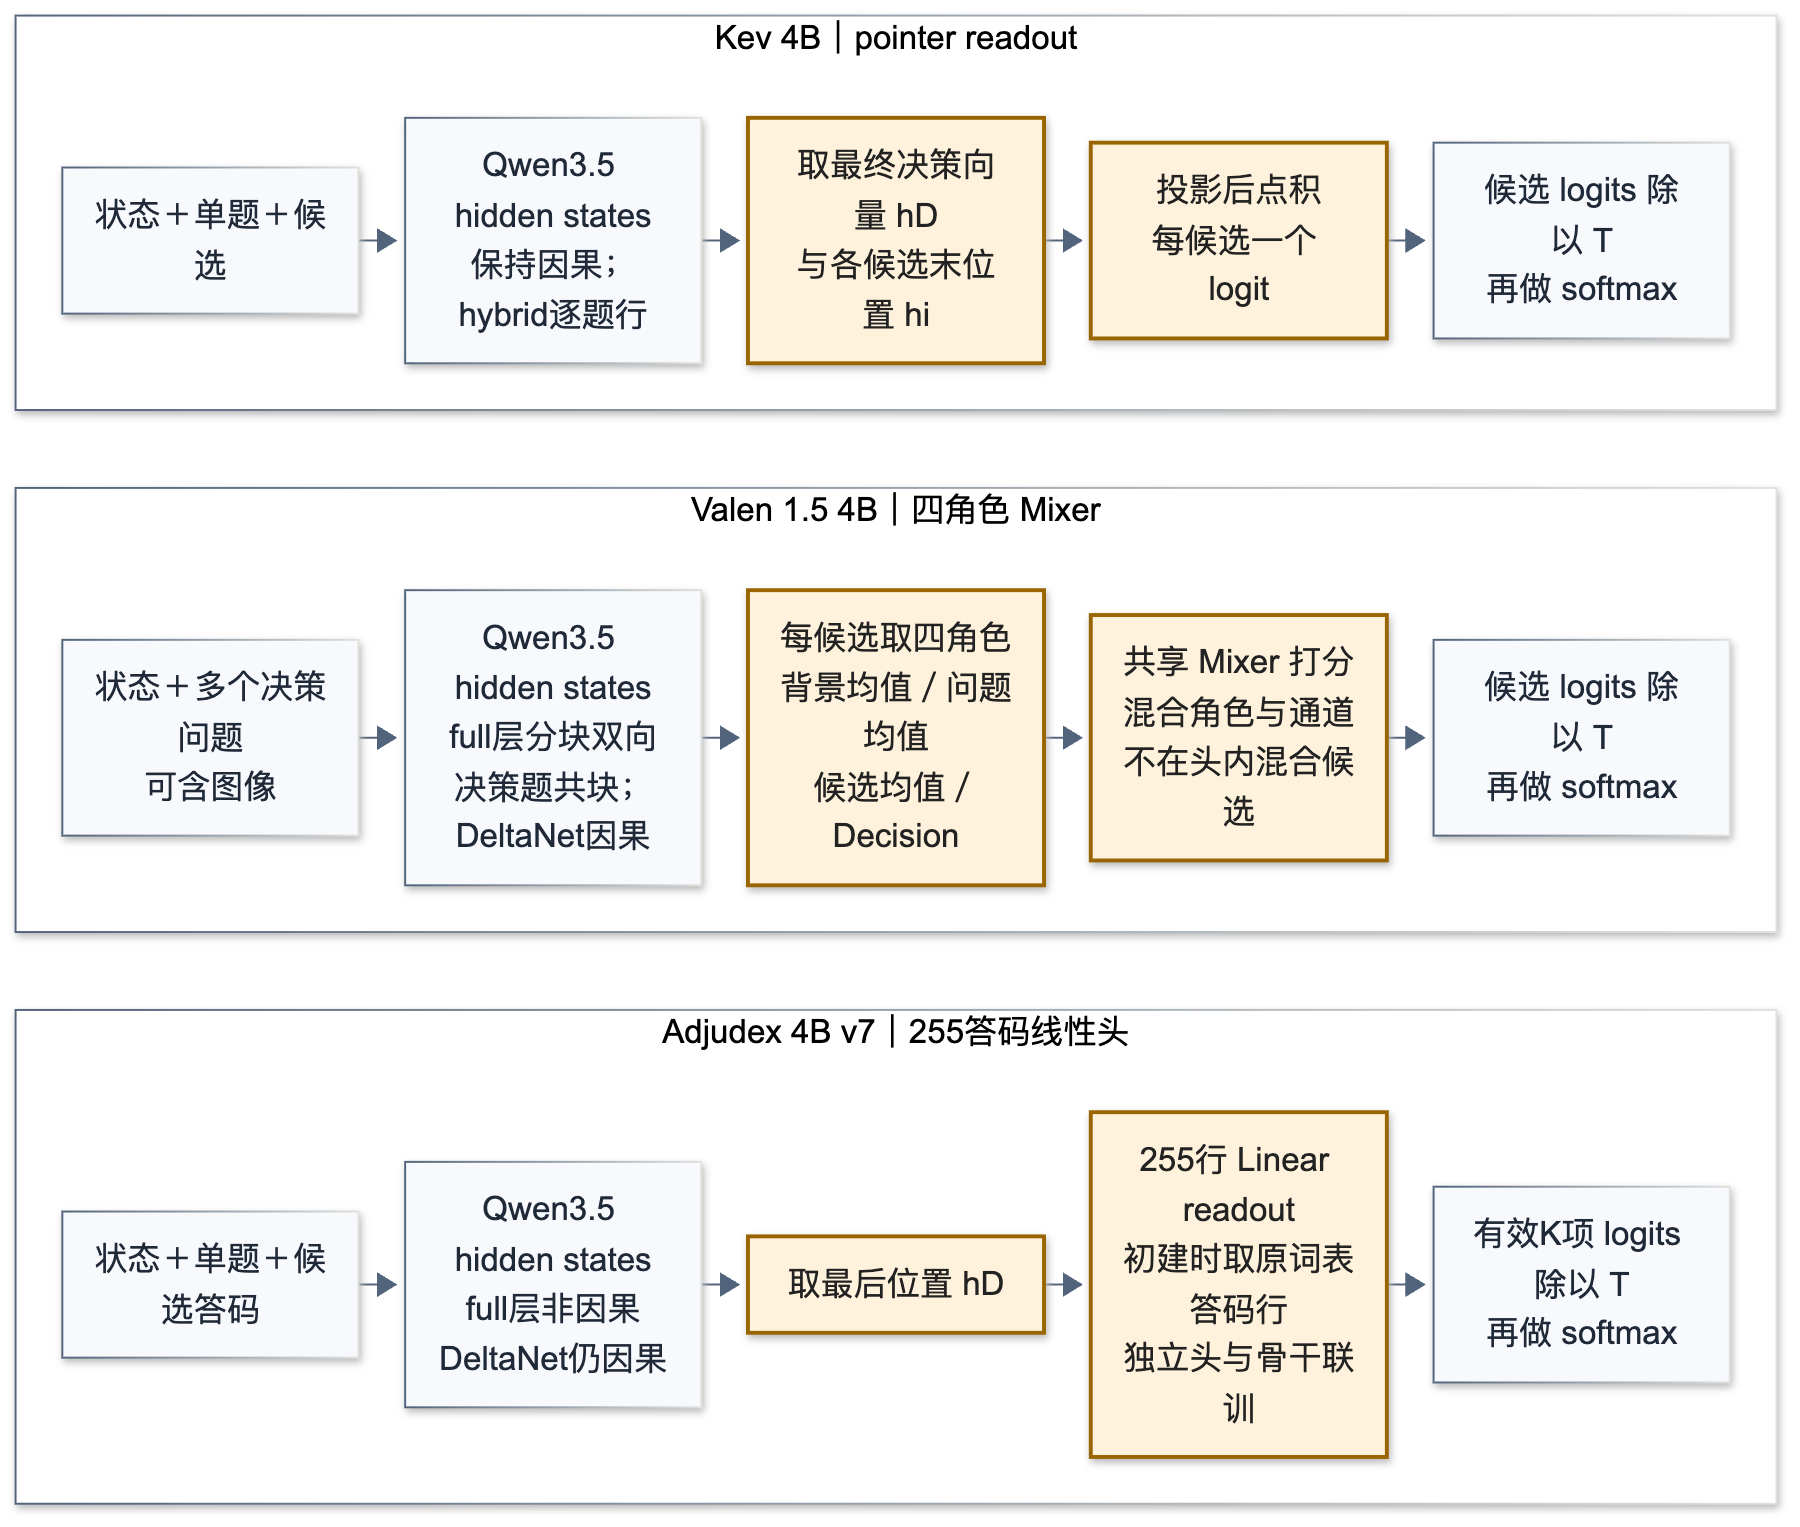 Kev 4B｜pointer readout
状态＋单题＋候
选
Qwen3.5
hidden states
保持因果；
hybrid逐题行
取最终决策向
量 hD
与各候选末位
置 hi
投影后点积
每候选一个
logit
候选 logits 除
以 T
再做 softmax
Valen 1.5 4B｜四角色 Mixer
状态＋多个决策
问题
可含图像
Qwen3.5
hidden states
full层分块双向
决策题共块；
DeltaNet因果
每候选取四角色
背景均值 / 问题
均值
候选均值 /
Decision
共享 Mixer 打分
混合角色与通道
不在头内混合候
选
候选 logits 除
以 T
再做 softmax
Adjudex 4B v7｜255答码线性头
状态＋单题＋候
选答码
Qwen3.5
hidden states
full层非因果
DeltaNet仍因果
取最后位置 hD
255行 Linear
readout
初建时取原词表
答码行
独立头与骨干联
训
有效K项 logits
除以 T
再做 softmax